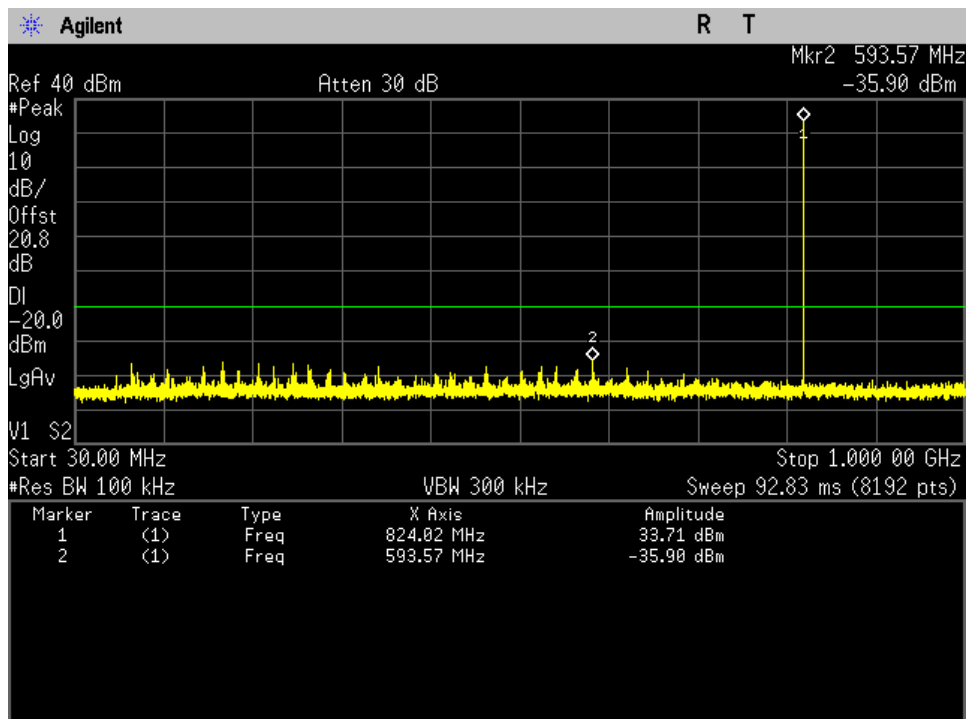 Agilent R T
Mkr2 593.57 MHz
Ref 40 dBm Atten 30 dB -35.90 dBm
#Peak
Log
10
dB/
Offst
20.8
dB
DI
-20.0
dBm
LgAv
V1 S2
1
2
Start 30.00 MHz Stop 1.000 00 GHz
#Res BW 100 kHz VBW 300 kHz Sweep 92.83 ms (8192 pts)
Marker Trace Type X Axis Amplitude
1 (1) Freq 824.02 MHz 33.71 dBm
2 (1) Freq 593.57 MHz -35.90 dBm